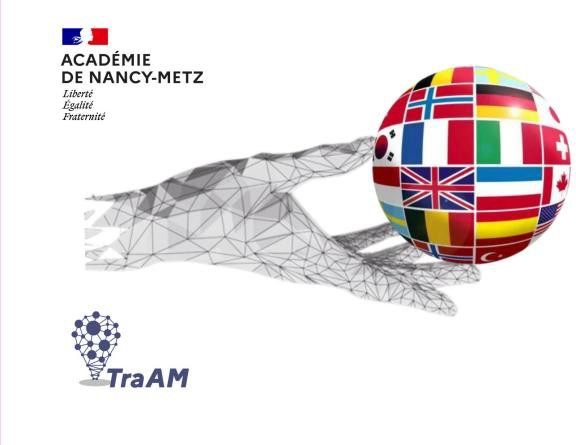 ACADÉMIE
DE NANCY-METZ
Liberté
Égalité
Fraternité
TraAM